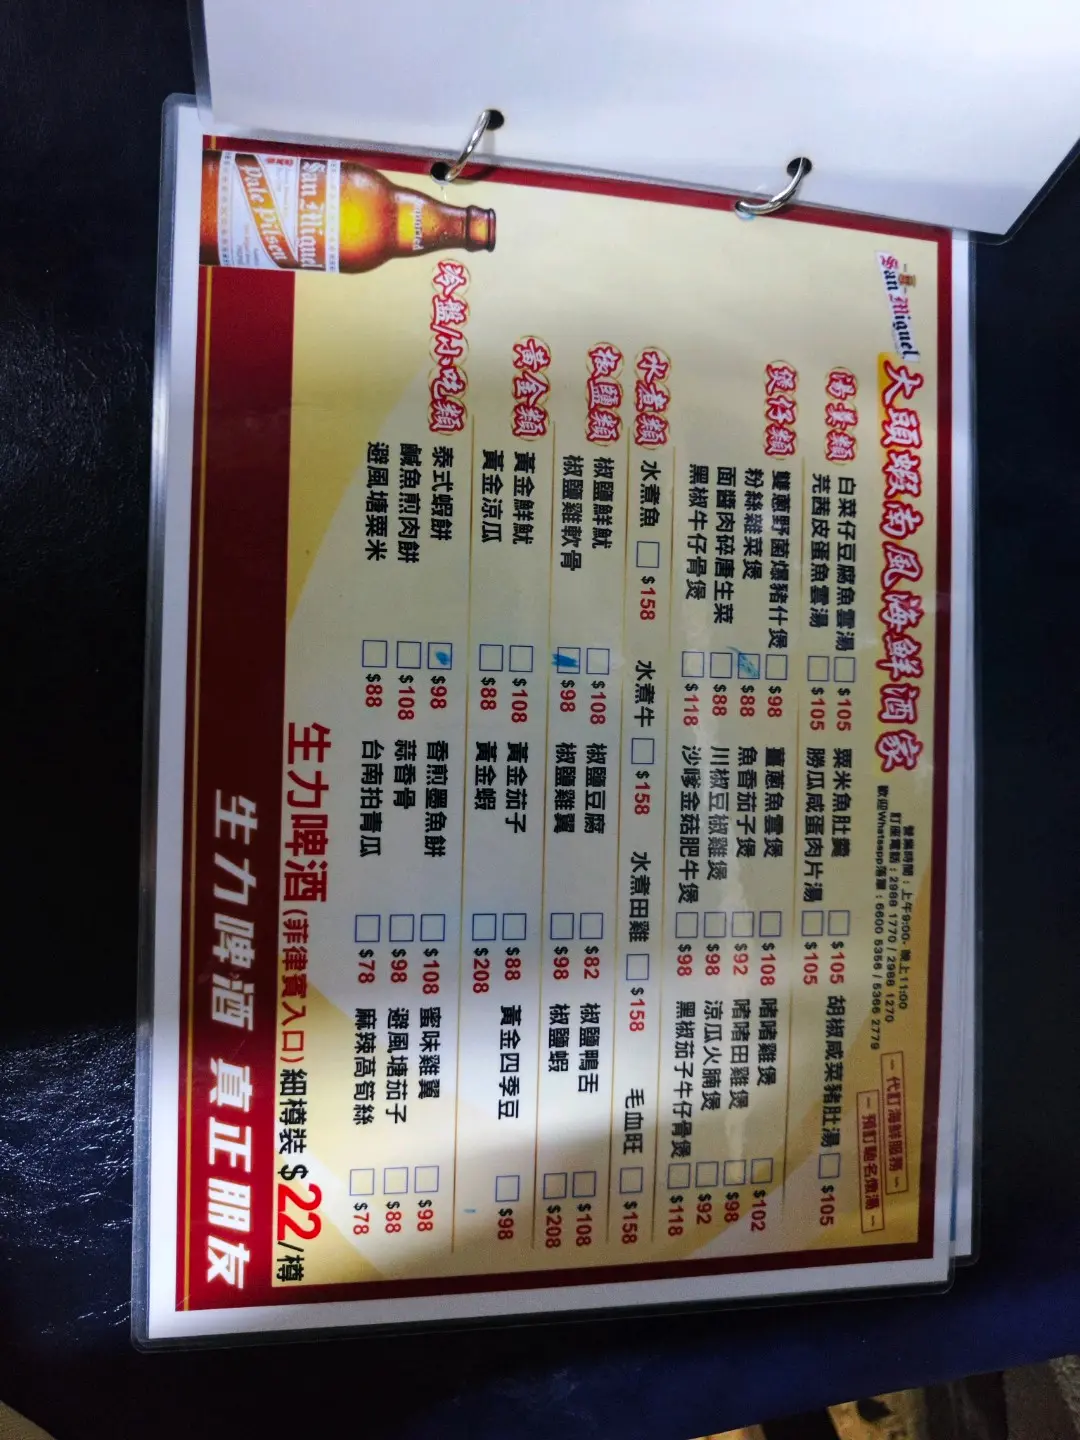 San Miguel
大頭蝦南風海鮮酒家
營業時間：上午9:00- 晚上11:00
訂座電話：2988 1770 / 2988 1270
歡迎Whatsapp落單：6600 5356 / 5366 2779
– 代訂海鮮服務 –
– 預訂馳名燉湯 –
湯羹類
白菜仔豆腐魚雲湯 $105 粟米魚肚羹 $105 胡椒咸菜豬肚湯 $105
芫茜皮蛋魚雲湯 $105 勝瓜咸蛋肉片湯 $105
煲仔類
雙蔥野菌爆豬什煲 $98 薑蔥魚雲煲 $108 啫啫雞煲 $102
粉絲雜菜煲 $88 魚香茄子煲 $92 啫啫田雞煲 $98
面醬肉碎唐生菜 $88 川椒豆椒雞煲 $98 涼瓜火腩煲 $92
黑椒牛仔骨煲 $118 沙嗲金菇肥牛煲 $98 黑椒茄子牛仔骨煲 $118
水煮類
水煮魚 $158 水煮牛 $158 水煮田雞 $158 毛血旺 $158
椒鹽類
椒鹽鮮魷 $108 椒鹽豆腐 $82 椒鹽鴨舌 $108
椒鹽雞軟骨 $98 椒鹽雞翼 $98 椒鹽蝦 $208
黃金類
黃金鮮魷 $108 黃金茄子 $88 黃金四季豆 $98
黃金涼瓜 $88 黃金蝦 $208
冷盤/小吃類
泰式蝦餅 $98 香煎墨魚餅 $108 蜜味雞翼 $98
鹹魚煎肉餅 $108 蒜香骨 $98 避風塘茄子 $88
避風塘粟米 $88 台南拍青瓜 $78 麻辣萵筍絲 $78
生力啤酒(菲律賓入口)細樽裝 $22/樽
San Miguel
Pale Pilsen
生力啤酒 真正朋友